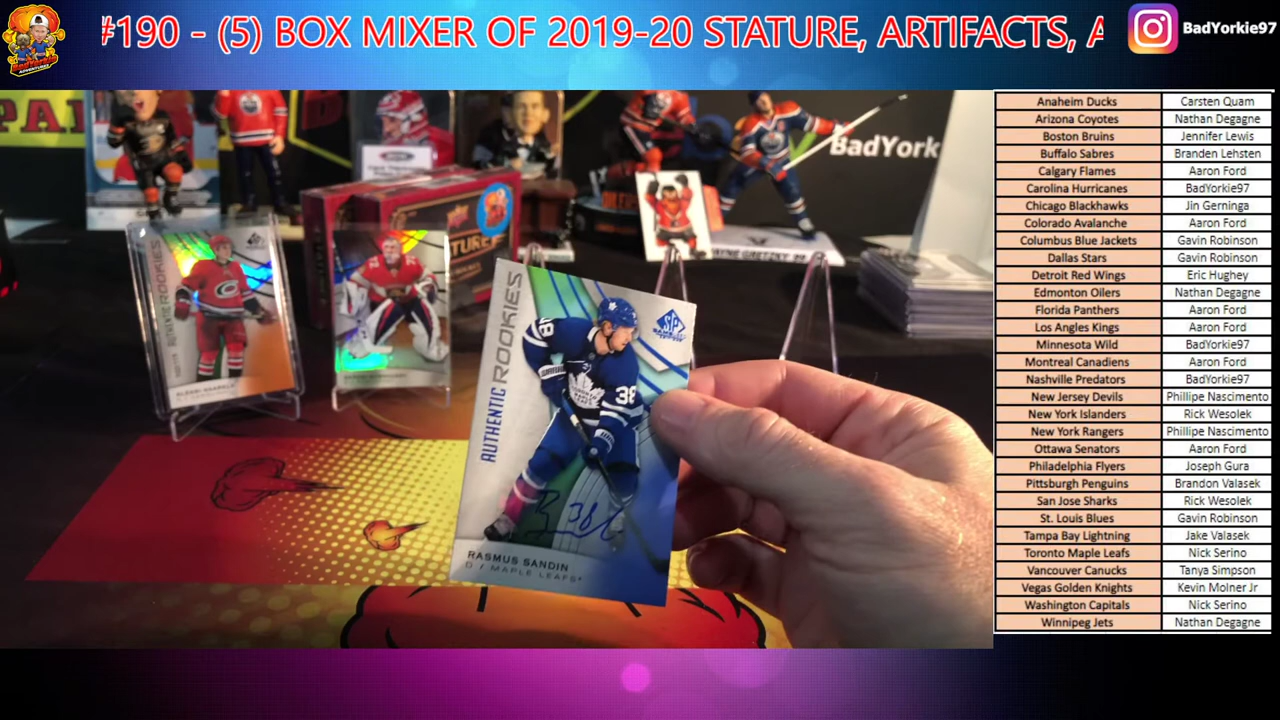 #190 - (5) BOX MIXER OF 2019-20 STATURE, ARTIFACTS, A
BadYorkie97
BadYork
WAYNE GRETZKY
AUTHENTIC ROOKIES
38
38
SP
RASMUS SANDIN
D / MAPLE LEAFS
AUTHENTIC ROOKIES
Anaheim Ducks Carsten Quam
Arizona Coyotes Nathan Degagne
Boston Bruins Jennifer Lewis
Buffalo Sabres Branden Lehsten
Calgary Flames Aaron Ford
Carolina Hurricanes BadYorkie97
Chicago Blackhawks Jin Gerninga
Colorado Avalanche Aaron Ford
Columbus Blue Jackets Gavin Robinson
Dallas Stars Gavin Robinson
Detroit Red Wings Eric Hughey
Edmonton Oilers Nathan Degagne
Florida Panthers Aaron Ford
Los Angles Kings Aaron Ford
Minnesota Wild BadYorkie97
Montreal Canadiens Aaron Ford
Nashville Predators BadYorkie97
New Jersey Devils Phillipe Nascimento
New York Islanders Rick Wesolek
New York Rangers Phillipe Nascimento
Ottawa Senators Aaron Ford
Philadelphia Flyers Joseph Gura
Pittsburgh Penguins Brandon Valasek
San Jose Sharks Rick Wesolek
St. Louis Blues Gavin Robinson
Tampa Bay Lightning Jake Valasek
Toronto Maple Leafs Nick Serino
Vancouver Canucks Tanya Simpson
Vegas Golden Knights Kevin Molner Jr
Washington Capitals Nick Serino
Winnipeg Jets Nathan Degagne